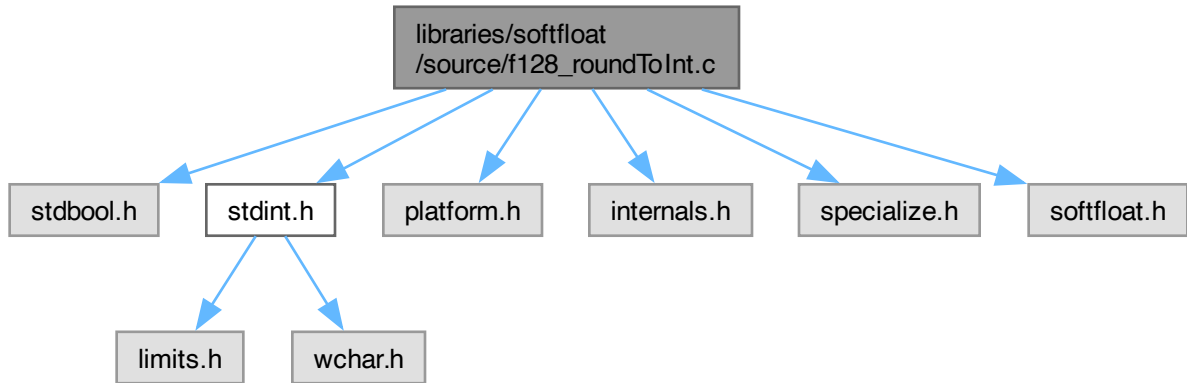 libraries/softfloat
/source/f128_roundToInt.c
stdbool.h
stdint.h
platform.h
internals.h
specialize.h
softfloat.h
limits.h
wchar.h